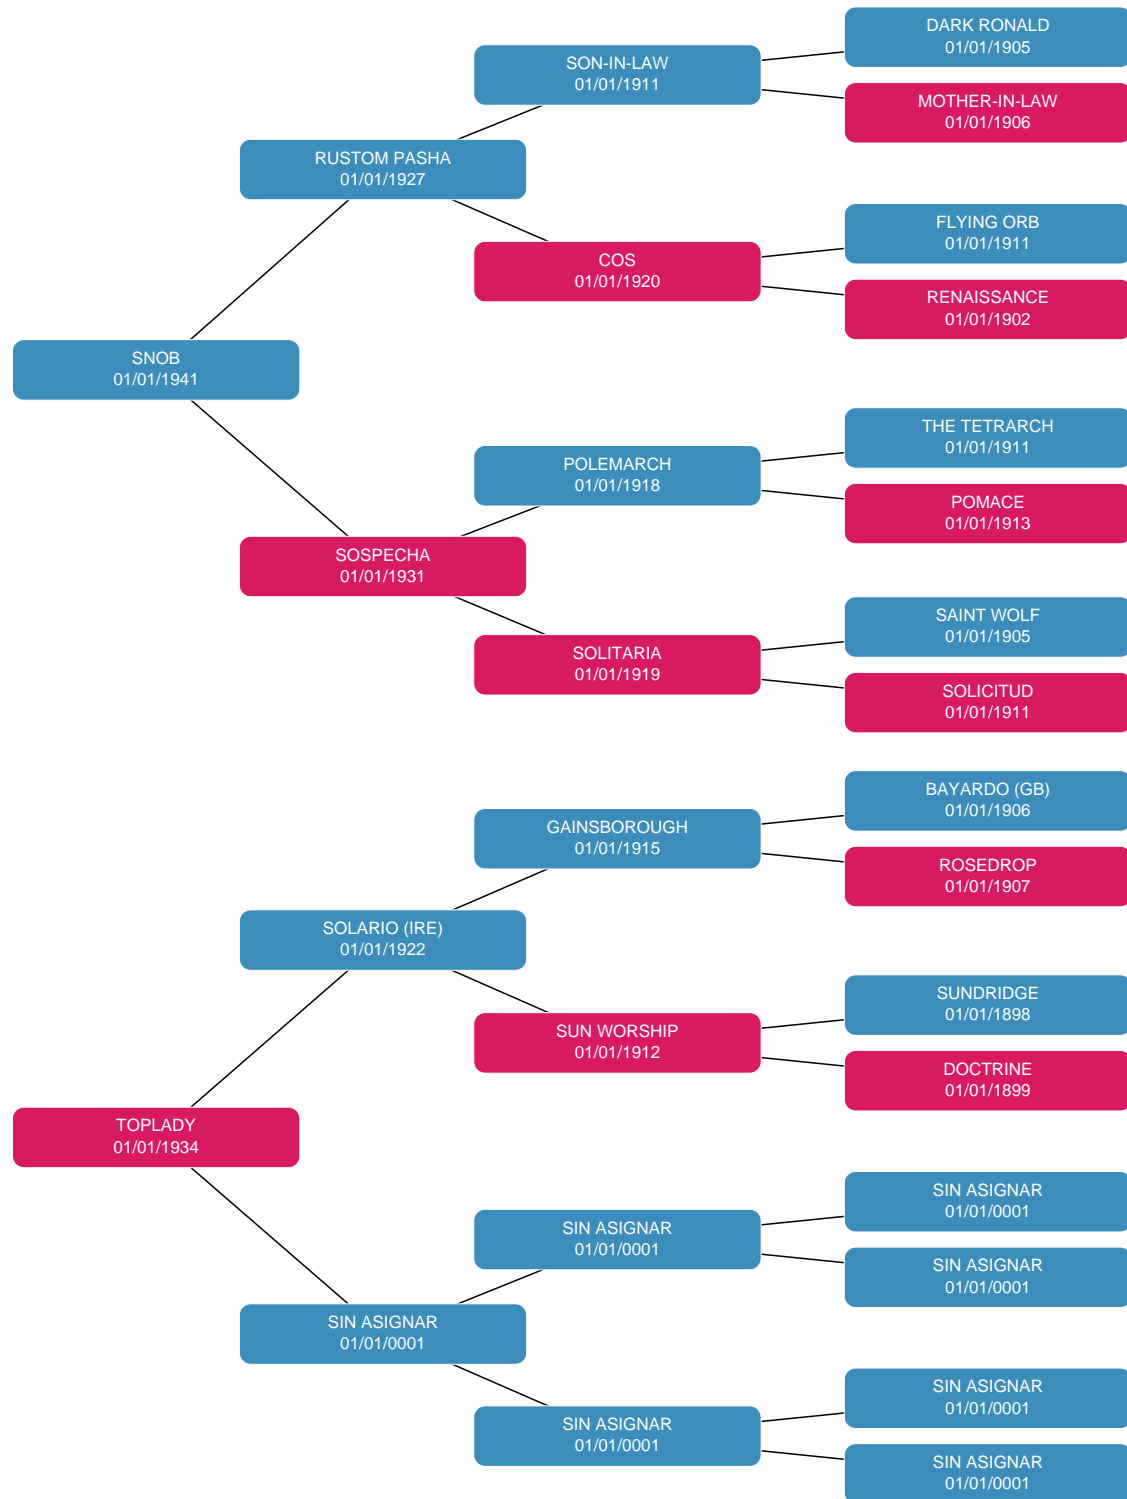 DARK RONALD
01/01/1905
SON-IN-LAW
01/01/1911
MOTHER-IN-LAW
01/01/1906
RUSTOM PASHA
01/01/1927
FLYING ORB
01/01/1911
COS
01/01/1920
RENAISSANCE
01/01/1902
SNOB
01/01/1941
THE TETRARCH
01/01/1911
POLEMARCH
01/01/1918
POMACE
01/01/1913
SOSPECHA
01/01/1931
SAINT WOLF
01/01/1905
SOLITARIA
01/01/1919
SOLICITUD
01/01/1911
BAYARDO (GB)
01/01/1906
GAINSBOROUGH
01/01/1915
ROSEDROP
01/01/1907
SOLARIO (IRE)
01/01/1922
SUNDRIDGE
01/01/1898
SUN WORSHIP
01/01/1912
DOCTRINE
01/01/1899
TOPLADY
01/01/1934
SIN ASIGNAR
01/01/0001
SIN ASIGNAR
01/01/0001
SIN ASIGNAR
01/01/0001
SIN ASIGNAR
01/01/0001
SIN ASIGNAR
01/01/0001
SIN ASIGNAR
01/01/0001
SIN ASIGNAR
01/01/0001